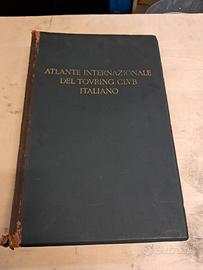 ATLANTE INTERNAZIONALE
DEL TOVRING CLVB
ITALIANO